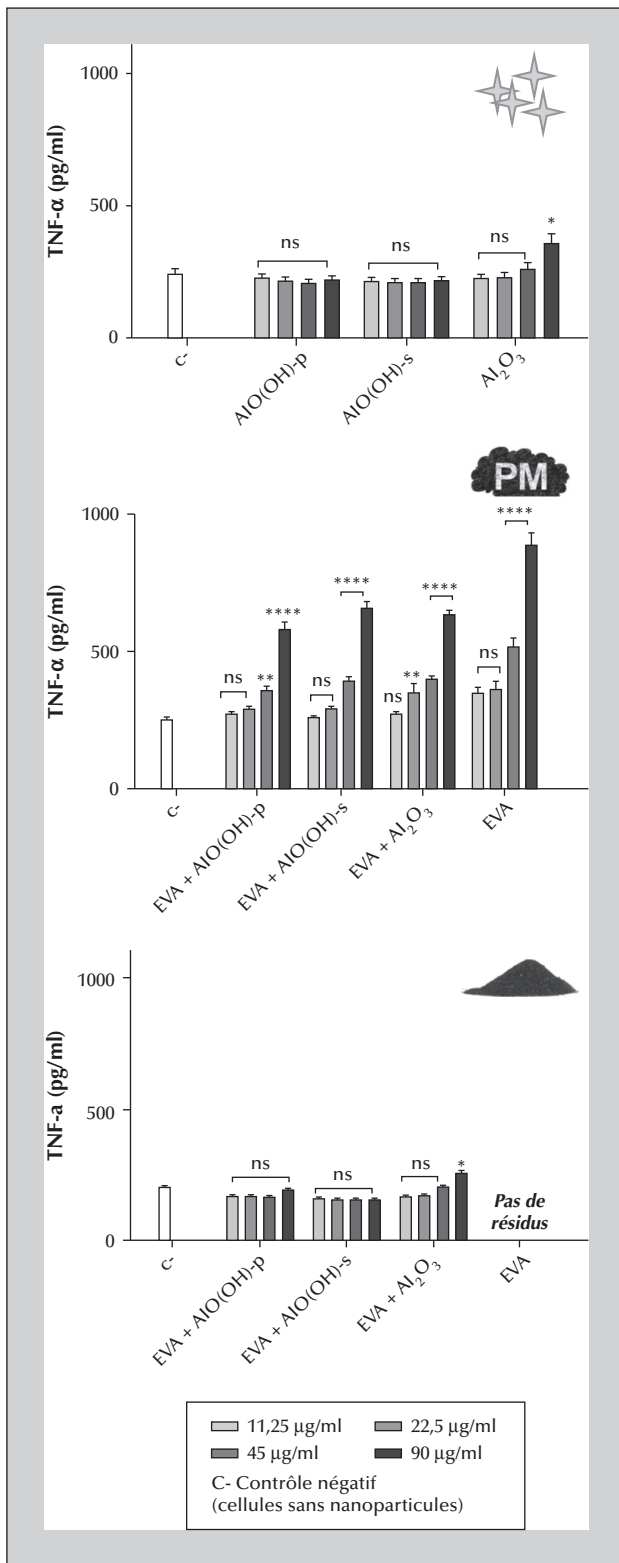 1000
TNF-α (pg/ml)
500
0
ns
ns
ns
*
c-
AlO(OH)-p
AlO(OH)-s
Al₂O₃
PM
1000
TNF-α (pg/ml)
500
0
ns
**
****
ns
****
ns
**
****
ns
****
c-
EVA + AlO(OH)-p
EVA + AlO(OH)-s
EVA + Al₂O₃
EVA
1000
TNF-a (pg/ml)
500
0
ns
ns
ns
*
Pas de
résidus
c-
EVA + AlO(OH)-p
EVA + AlO(OH)-s
EVA + Al₂O₃
EVA
11,25 µg/ml 22,5 µg/ml
45 µg/ml 90 µg/ml
C- Contrôle négatif
(cellules sans nanoparticules)